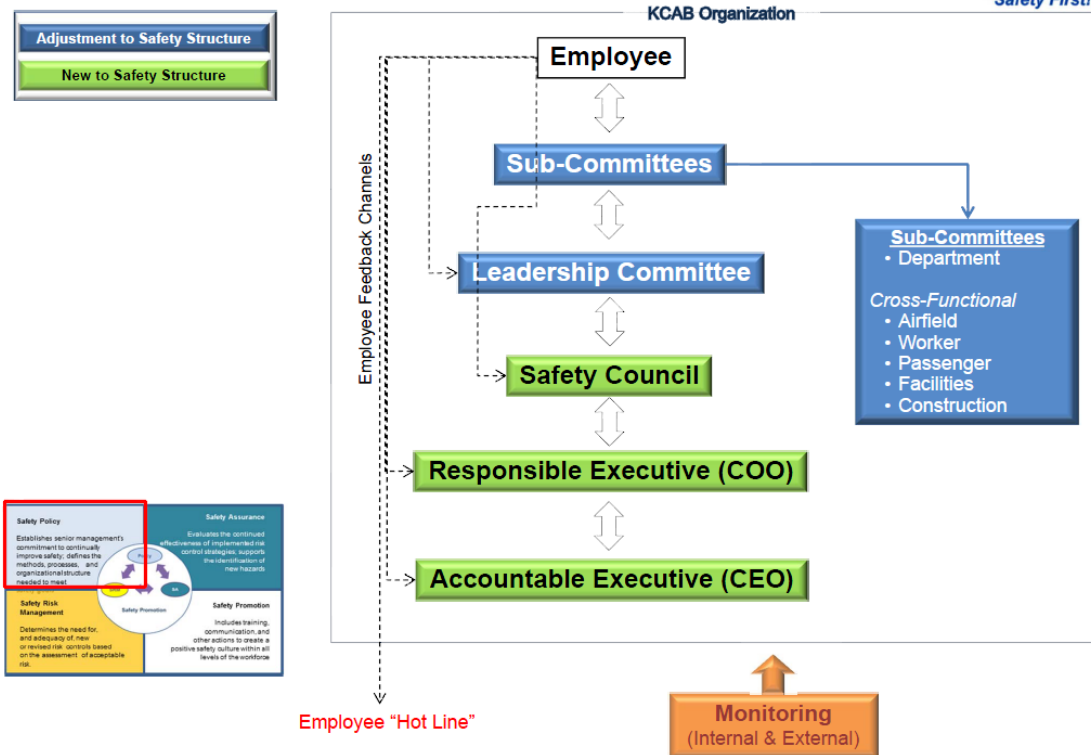 Safety First!
KCAB Organization
Adjustment to Safety Structure
New to Safety Structure
Employee
Sub-Committees
Leadership Committee
Safety Council
Responsible Executive (COO)
Accountable Executive (CEO)
Employee Feedback Channels
Sub-Committees
• Department
Cross-Functional
• Airfield
• Worker
• Passenger
• Facilities
• Construction
Safety Policy
Establishes senior management's
commitment to continually
improve safety; defines the
methods, processes, and
organizational structure
needed to meet
Safety Assurance
Evaluates the continued
effectiveness of implemented risk
control strategies; supports
the identification of
new hazards
Policy
Safety Promotion
Safety Risk
Management
Determines the need for,
and adequacy of, new
or revised risk controls based
on the assessment of acceptable
risk.
Safety Promotion
Includes training,
communication, and
other actions to create a
positive safety culture within all
levels of the workforce
Employee “Hot Line”
Monitoring
(Internal & External)